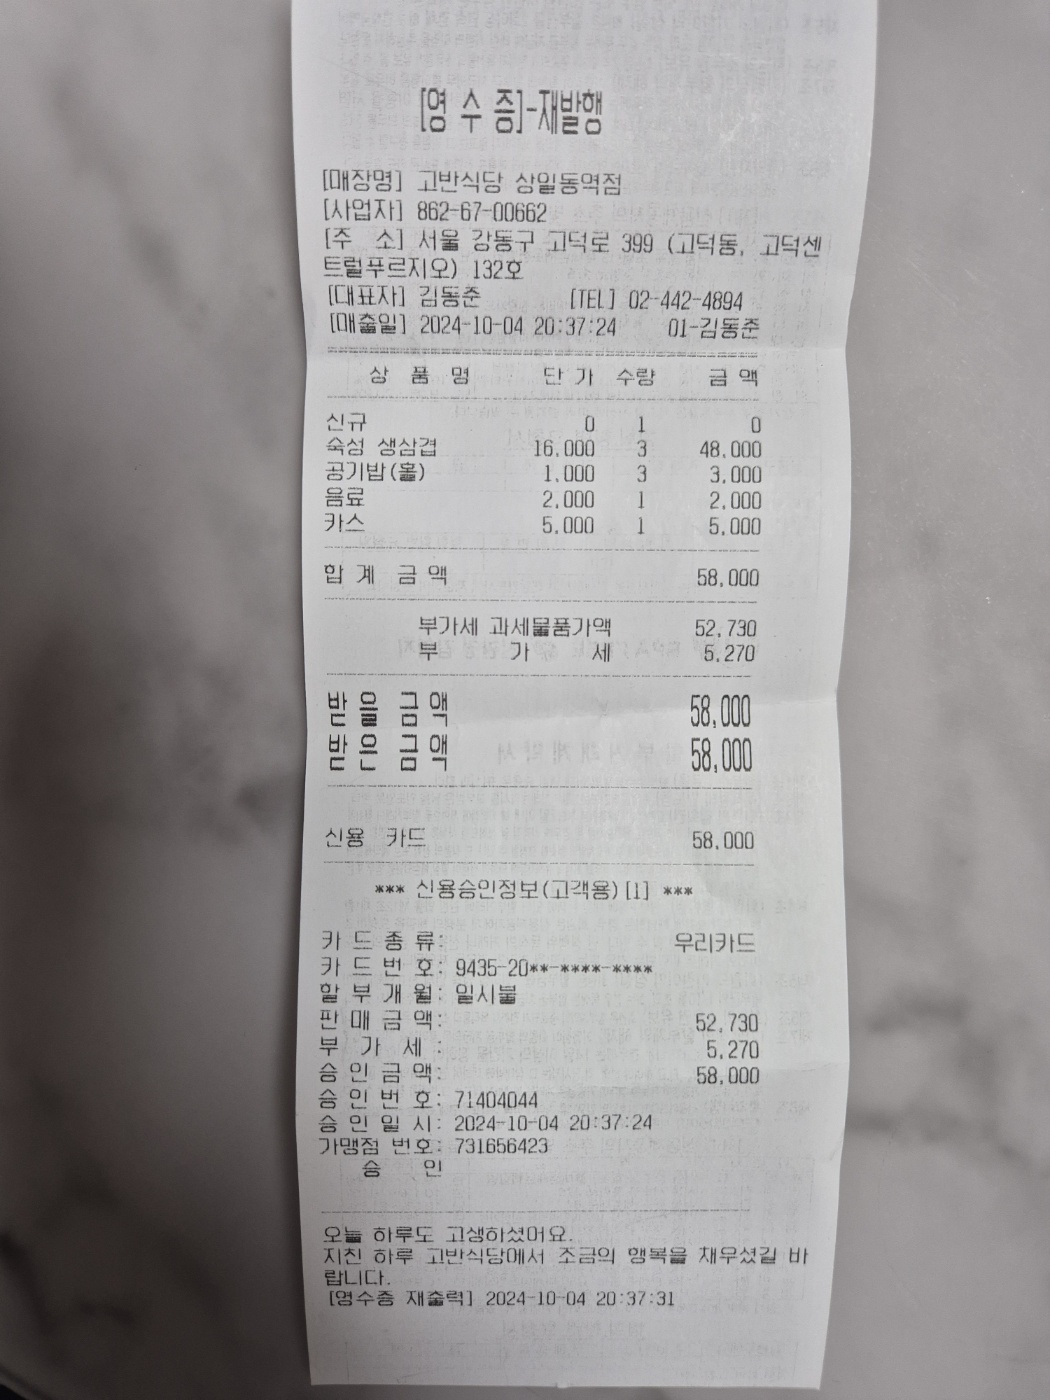 [영 수 증]-재발행
[매장명] 고반식당 상일동역점
[사업자] 862-67-00662
[주 소] 서울 강동구 고덕로 399 (고덕동, 고덕센
트럴푸르지오) 132호
[대표자] 김동준 [TEL] 02-442-4894
[매출일] 2024-10-04 20:37:24 01-김동준
상 품 명 단 가 수량 금 액
신규 0 1 0
숙성 생삼겹 16,000 3 48,000
공기밥(홀) 1,000 3 3,000
음료 2,000 1 2,000
카스 5,000 1 5,000
합 계 금 액 58,000
부가세 과세물품가액 52,730
부 가 세 5,270
받 을 금 액 58,000
받 은 금 액 58,000
신용 카드 58,000
*** 신용승인정보(고객용)[1] ***
카 드 종 류: 우리카드
카 드 번 호: 9435-20**-****-****
할 부 개 월: 일시불
판 매 금 액: 52,730
부 가 세 : 5,270
승 인 금 액: 58,000
승 인 번 호: 71404044
승 인 일 시: 2024-10-04 20:37:24
가맹점 번호: 731656423
승 인
오늘 하루도 고생하셨어요.
지친 하루 고반식당에서 조금의 행복을 채우셨길 바
랍니다.
[영수증 재출력] 2024-10-04 20:37:31